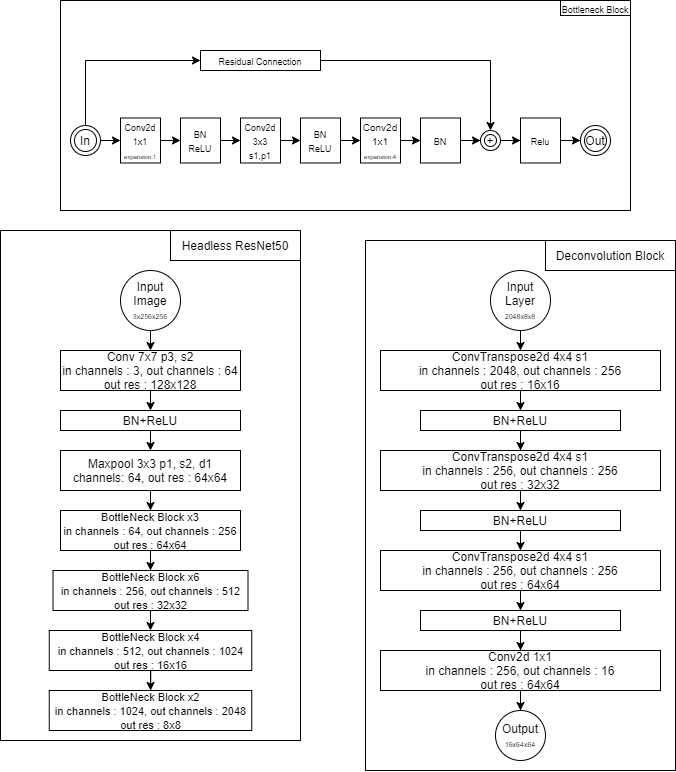 Bottleneck Block
Residual Connection
In
Conv2d
1x1
expansion:1
BN
ReLU
Conv2d
3x3
s1,p1
BN
ReLU
Conv2d
1x1
expansion:4
BN
+
Relu
Out
Headless ResNet50
Input
Image
3x256x256
Conv 7x7 p3, s2
in channels : 3, out channels : 64
out res : 128x128
BN+ReLU
Maxpool 3x3 p1, s2, d1
channels: 64, out res : 64x64
BottleNeck Block x3
in channels : 64, out channels : 256
out res : 64x64
BottleNeck Block x6
in channels : 256, out channels : 512
out res : 32x32
BottleNeck Block x4
in channels : 512, out channels : 1024
out res : 16x16
BottleNeck Block x2
in channels : 1024, out channels : 2048
out res : 8x8
Deconvolution Block
Input
Layer
2048x8x8
ConvTranspose2d 4x4 s1
in channels : 2048, out channels : 256
out res : 16x16
BN+ReLU
ConvTranspose2d 4x4 s1
in channels : 256, out channels : 256
out res : 32x32
BN+ReLU
ConvTranspose2d 4x4 s1
in channels : 256, out channels : 256
out res : 64x64
BN+ReLU
Conv2d 1x1
in channels : 256, out channels : 16
out res : 64x64
Output
16x64x64